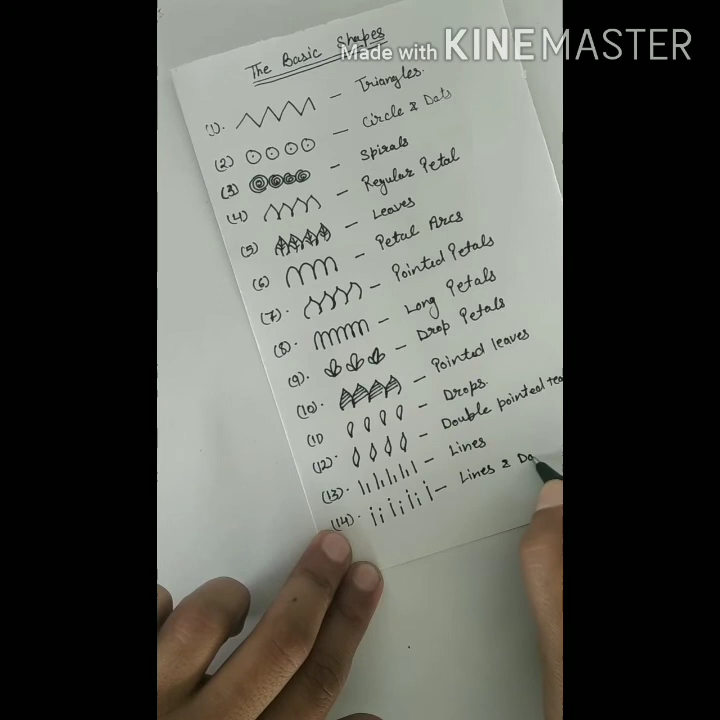 The Basic Shapes
Made with KINEMASTER
(1). — Triangles.
(2) — Circle & Dots
(3) — Spirals
(4) — Regular Petal
(5) — Leaves
(6) — Petal Arcs
(7). — Pointed Petals
(8). — Long Petals
(9). — Drop Petals
(10). — Pointed leaves
(11) — Drops.
(12). — Double pointed
(13). — Lines
(14). — Lines &